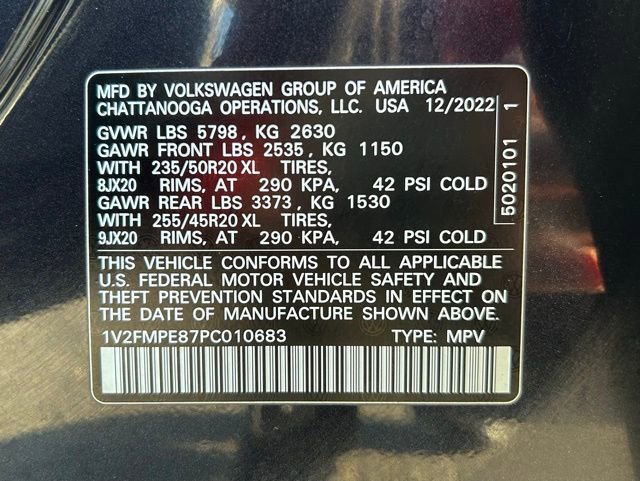 MFD BY VOLKSWAGEN GROUP OF AMERICA
CHATTANOOGA OPERATIONS, LLC. USA 12/2022
GVWR LBS 5798, KG 2630
GAWR FRONT LBS 2535, KG 1150
WITH 235/50R20 XL TIRES,
8JX20 RIMS, AT 290 KPA, 42 PSI COLD
GAWR REAR LBS 3373, KG 1530
WITH 255/45R20 XL TIRES,
9JX20 RIMS, AT 290 KPA, 42 PSI COLD
5020101 1
THIS VEHICLE CONFORMS TO ALL APPLICABLE
U.S. FEDERAL MOTOR VEHICLE SAFETY AND
THEFT PREVENTION STANDARDS IN EFFECT ON
THE DATE OF MANUFACTURE SHOWN ABOVE.
1V2FMPE87PC010683 TYPE: MPV